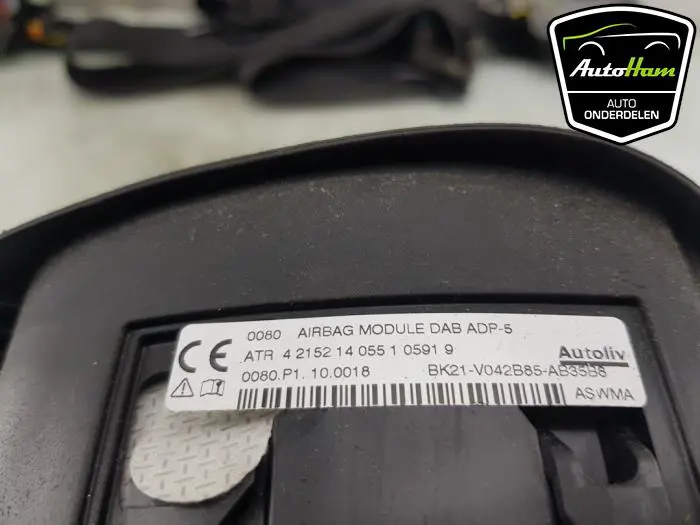 AutoHam
AUTO
ONDERDELEN
0080 AIRBAG MODULE DAB ADP-5
CE ATR 4 2152 14 055 1 0591 9
Autoliv
0080.P1. 10.0018 BK21-V042B85-AB35B8
ASWMA